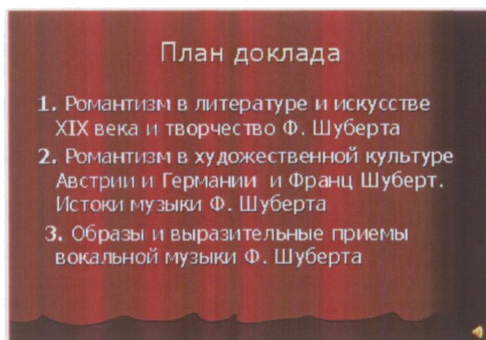 План доклада
1. Романтизм в литературе и искусстве
XIX века и творчество Ф. Шуберта
2. Романтизм в художественной культуре
Австрии и Германии и Франц Шуберт.
Истоки музыки Ф. Шуберта
3. Образы и выразительные приемы
вокальной музыки Ф. Шуберта